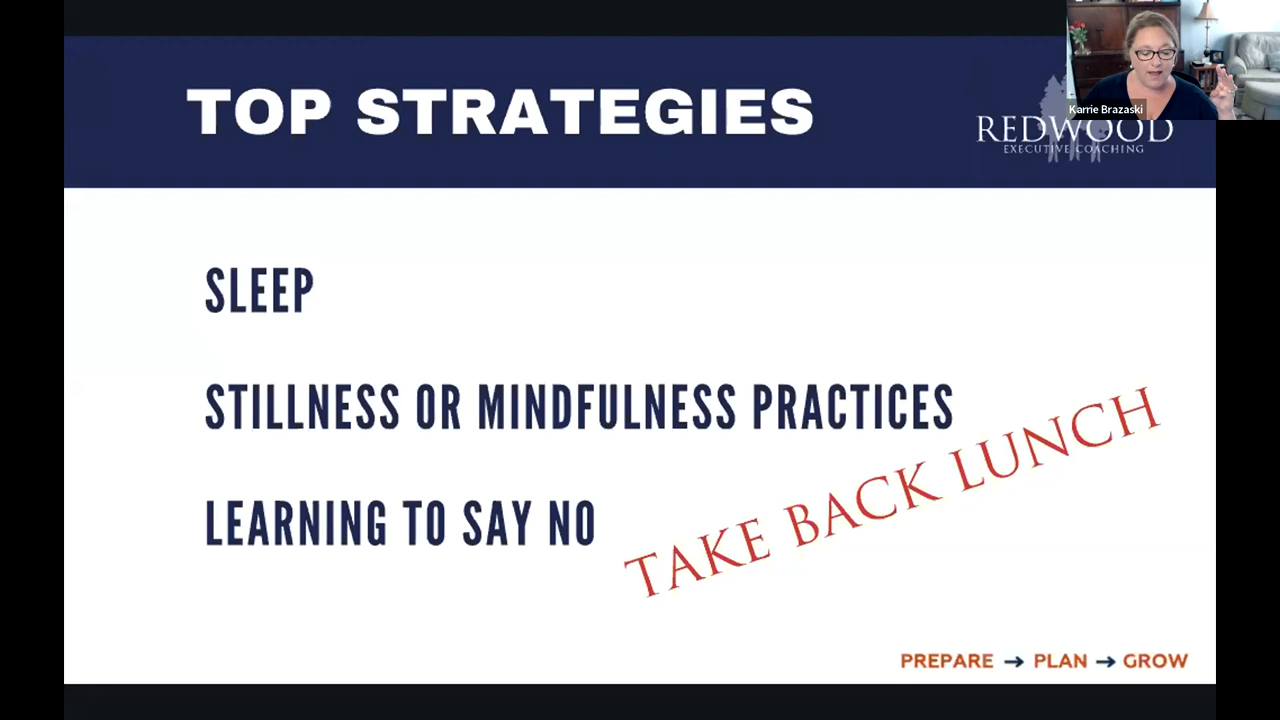 TOP STRATEGIES
Karrie Brazaski
REDWOOD
EXECUTIVE COACHING
SLEEP
STILLNESS OR MINDFULNESS PRACTICES
LEARNING TO SAY NO
TAKE BACK LUNCH
PREPARE → PLAN → GROW